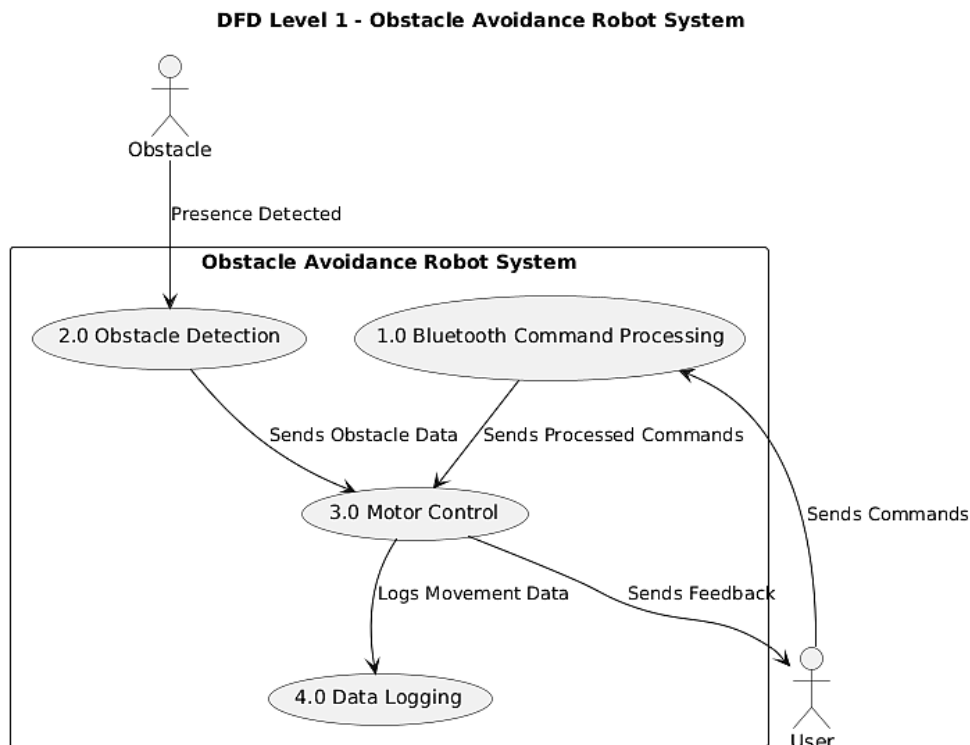 DFD Level 1 - Obstacle Avoidance Robot System
Obstacle
Presence Detected
Obstacle Avoidance Robot System
2.0 Obstacle Detection
1.0 Bluetooth Command Processing
Sends Obstacle Data
Sends Processed Commands
3.0 Motor Control
Sends Commands
Logs Movement Data
Sends Feedback
4.0 Data Logging
User